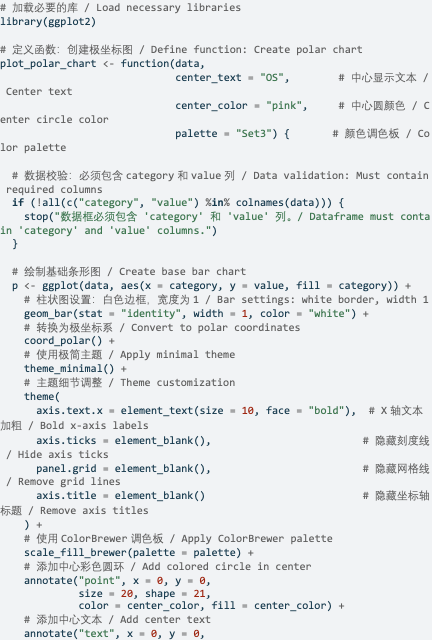 # 加载必要的库 / Load necessary libraries
library(ggplot2)
# 定义函数：创建极坐标图 / Define function: Create polar chart
plot_polar_chart <- function(data,
center_text = "OS", # 中心显示文本 /
Center text
center_color = "pink", # 中心圆颜色 / C
enter circle color
palette = "Set3") { # 颜色调色板 / Co
lor palette
# 数据校验：必须包含 category 和 value 列 / Data validation: Must contain
required columns
if (!all(c("category", "value") %in% colnames(data))) {
stop("数据框必须包含 'category' 和 'value' 列。/ Dataframe must conta
in 'category' and 'value' columns.")
}
# 绘制基础条形图 / Create base bar chart
p <- ggplot(data, aes(x = category, y = value, fill = category)) +
# 柱状图设置：白色边框，宽度为 1 / Bar settings: white border, width 1
geom_bar(stat = "identity", width = 1, color = "white") +
# 转换为极坐标系 / Convert to polar coordinates
coord_polar() +
# 使用极简主题 / Apply minimal theme
theme_minimal() +
# 主题细节调整 / Theme customization
theme(
axis.text.x = element_text(size = 10, face = "bold"), # X 轴文本
加粗 / Bold x-axis labels
axis.ticks = element_blank(), # 隐藏刻度线
/ Hide axis ticks
panel.grid = element_blank(), # 隐藏网格线
/ Remove grid lines
axis.title = element_blank() # 隐藏坐标轴
标题 / Remove axis titles
) +
# 使用 ColorBrewer 调色板 / Apply ColorBrewer palette
scale_fill_brewer(palette = palette) +
# 添加中心彩色圆环 / Add colored circle in center
annotate("point", x = 0, y = 0,
size = 20, shape = 21,
color = center_color, fill = center_color) +
# 添加中心文本 / Add center text
annotate("text", x = 0, y = 0,